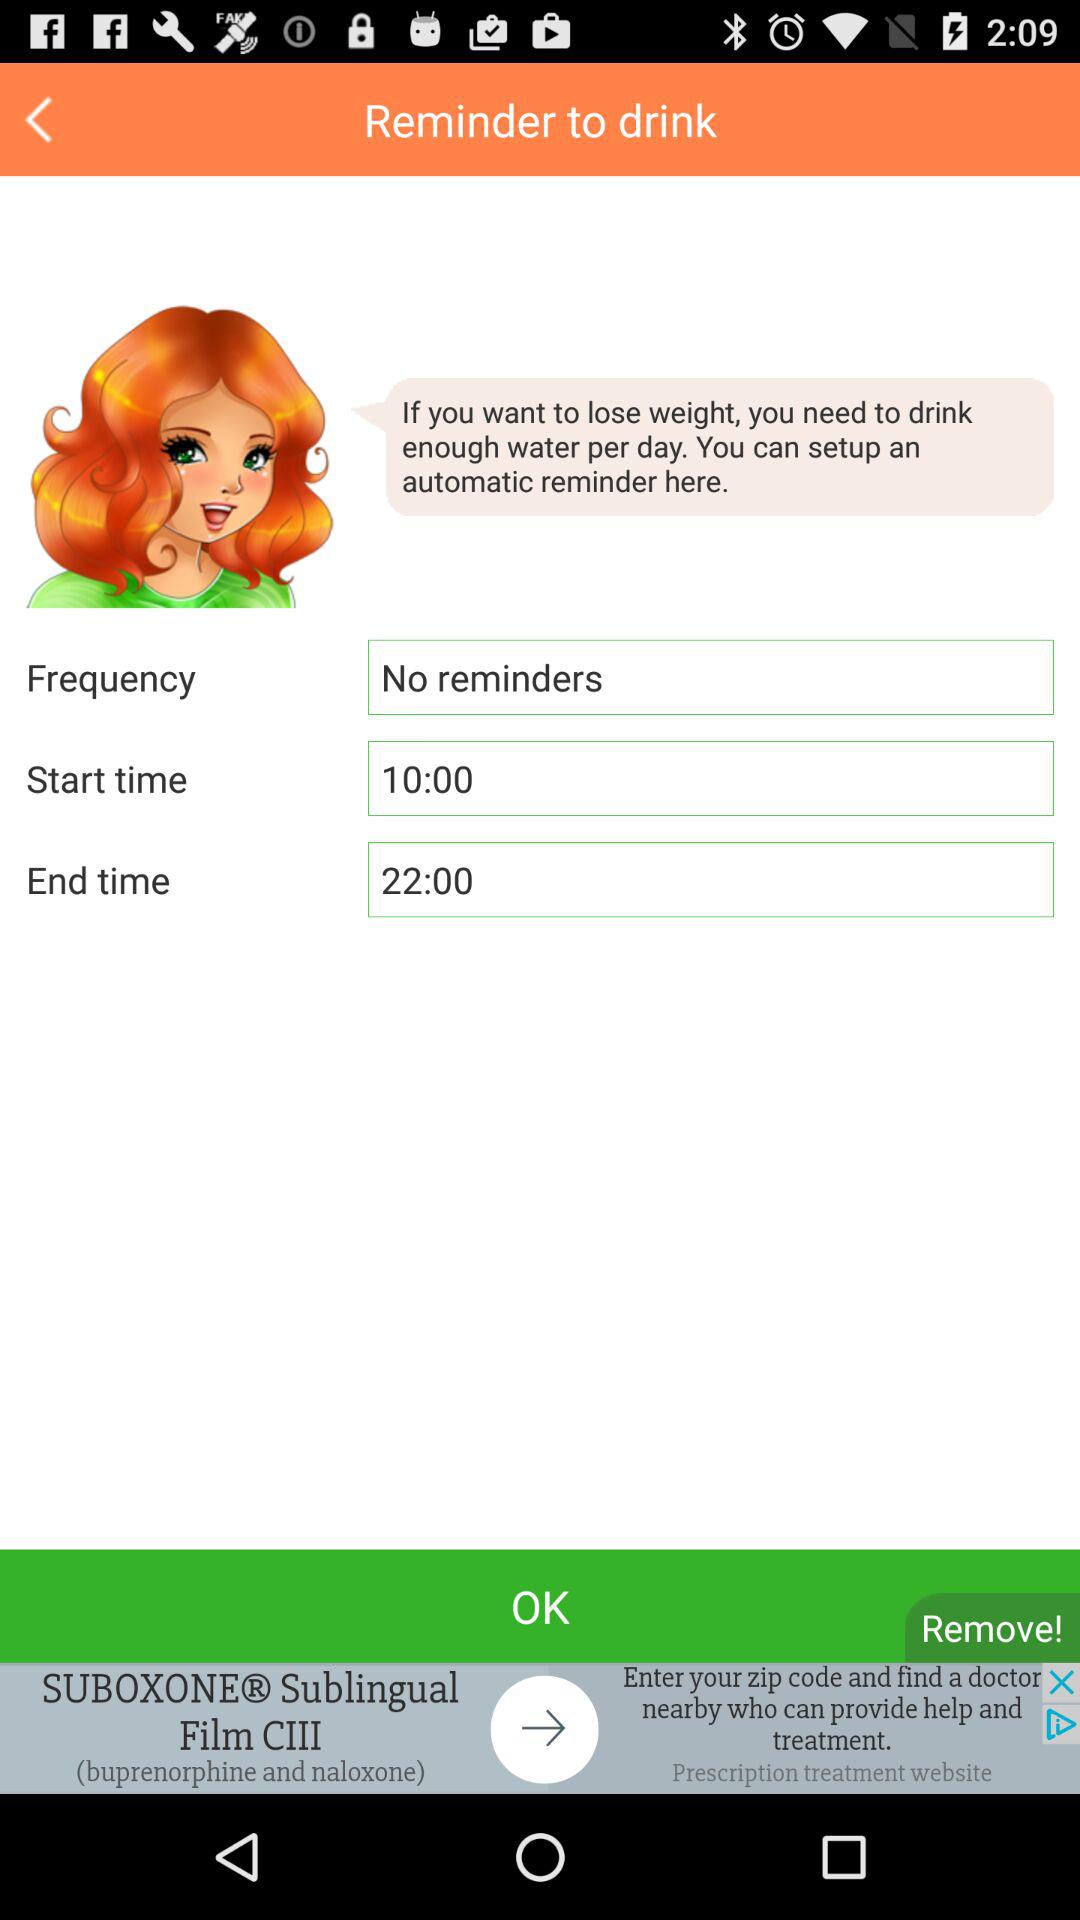 FAKE
2:09
Reminder to drink
If you want to lose weight, you need to drink
enough water per day. You can setup an
automatic reminder here.
Frequency
No reminders
Start time
10:00
End time
22:00
OK
Remove!
SUBOXONE® Sublingual
Film CIII
(buprenorphine and naloxone)
Enter your zip code and find a doctor
nearby who can provide help and
treatment.
Prescription treatment website